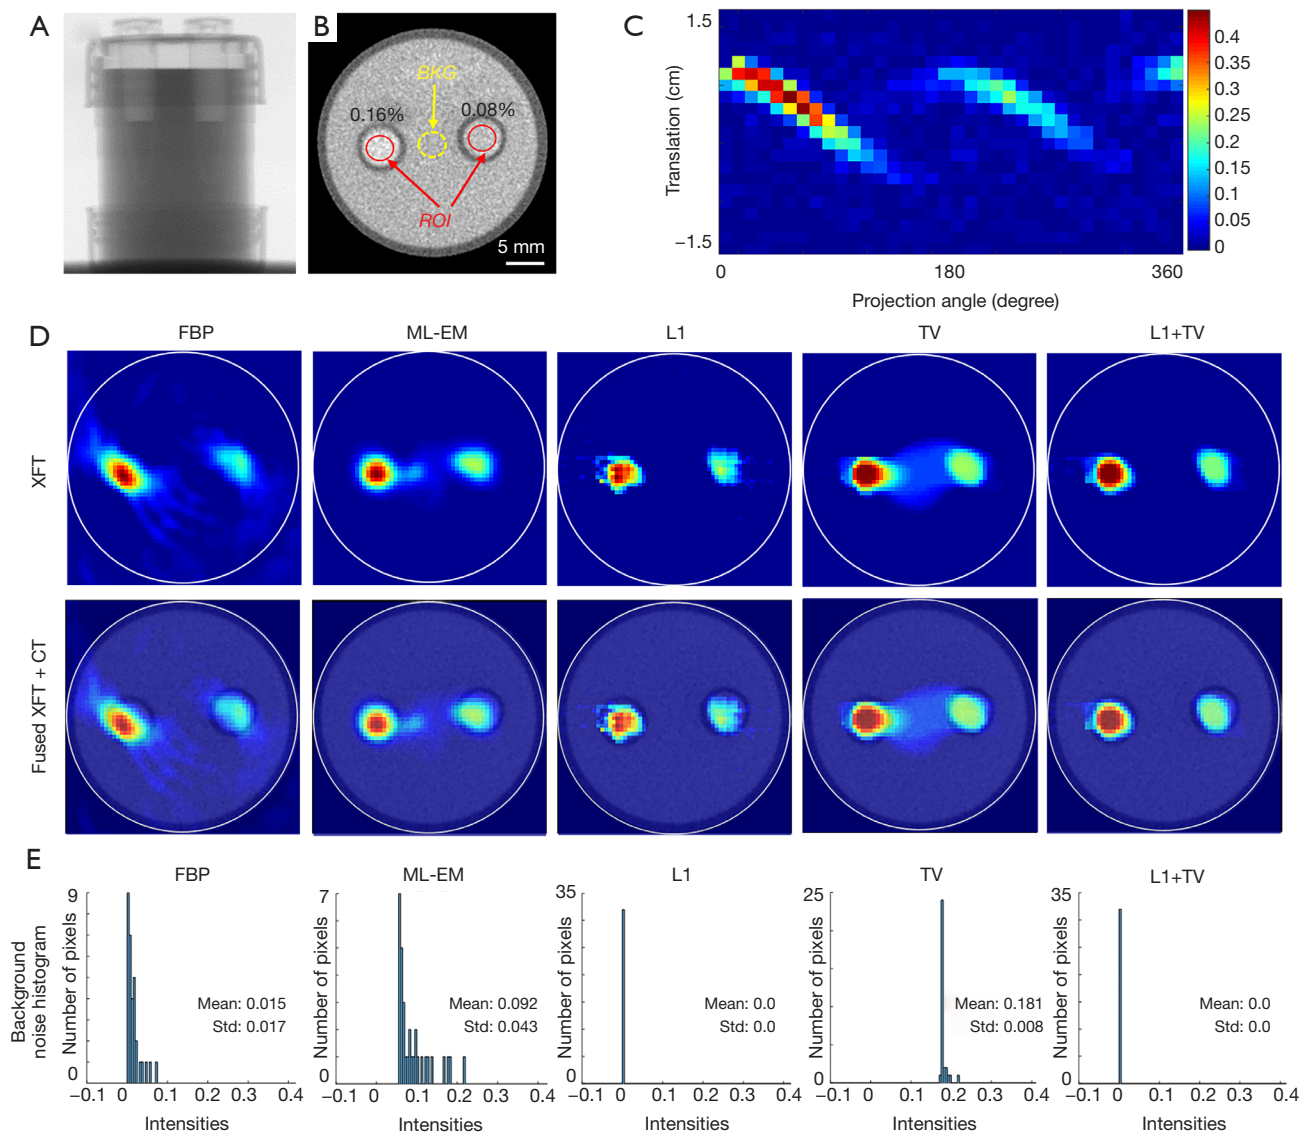 A
B
BKG
0.16%
0.08%
ROI
5 mm
C
1.5
Translation (cm)
−1.5
0
180
360
Projection angle (degree)
0.4
0.35
0.3
0.25
0.2
0.15
0.1
0.05
0
D
FBP
ML-EM
L1
TV
L1+TV
XFT
Fused XFT + CT
E
Background
noise histogram
FBP
Number of pixels
9
0
Mean: 0.015
Std: 0.017
−0.1 0 0.1 0.2 0.3 0.4
Intensities
ML-EM
Number of pixels
7
0
Mean: 0.092
Std: 0.043
−0.1 0 0.1 0.2 0.3 0.4
Intensities
L1
Number of pixels
35
0
Mean: 0.0
Std: 0.0
−0.1 0 0.1 0.2 0.3 0.4
Intensities
TV
Number of pixels
25
0
Mean: 0.181
Std: 0.008
−0.1 0 0.1 0.2 0.3 0.4
Intensities
L1+TV
Number of pixels
35
0
Mean: 0.0
Std: 0.0
−0.1 0 0.1 0.2 0.3 0.4
Intensities